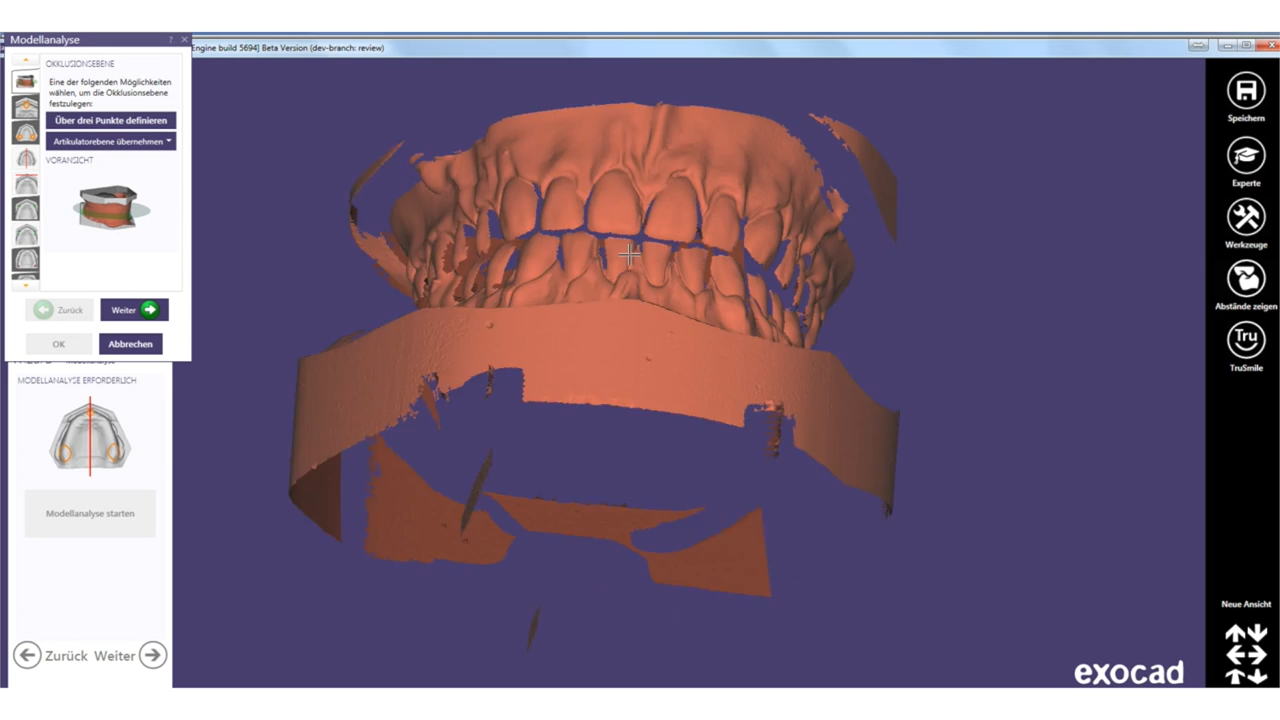 Modellanalyse
? ×
Engine build 5694] Beta Version (dev-branch: review)
OKKLUSIONSEBENE
Eine der folgenden Möglichkeiten
wählen, um die Okklusionsebene
festzulegen:
Über drei Punkte definieren
Artikulatorebene übernehmen
VORANSICHT
Zurück
Weiter
OK
Abbrechen
Modellanalyse
MODELLANALYSE ERFORDERLICH
Modellanalyse starten
Zurück Weiter
Speichern
Experte
Werkzeuge
Abstände zeigen
Tru
TruSmile
Neue Ansicht
exocad